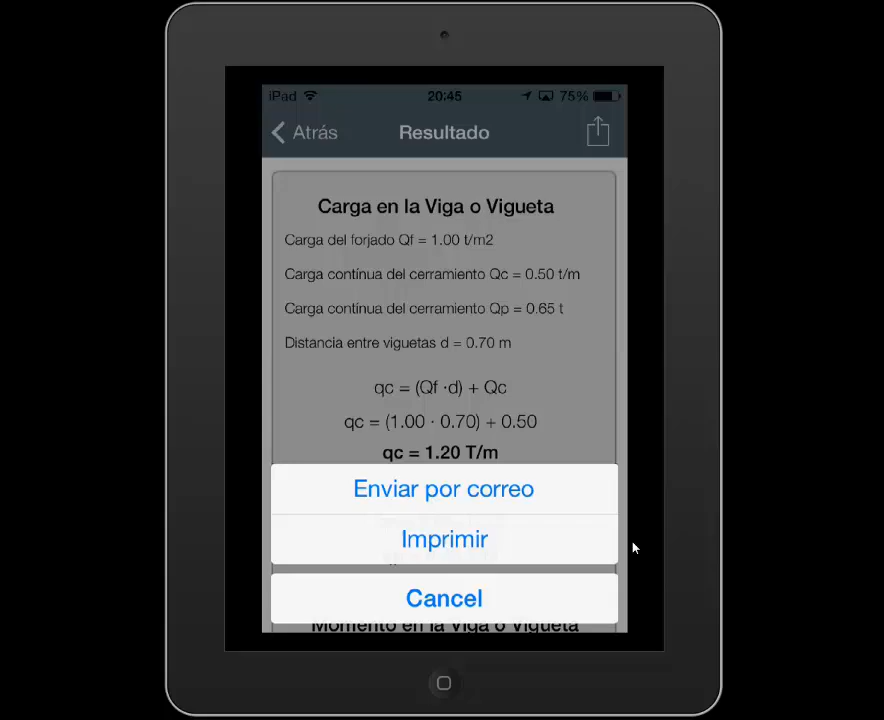 iPad 20:45 75%
Atrás Resultado
Carga en la Viga o Vigueta
Carga del forjado Qf = 1.00 t/m2
Carga contínua del cerramiento Qc = 0.50 t/m
Carga contínua del cerramiento Qp = 0.65 t
Distancia entre viguetas d = 0.70 m
qc = (Qf ·d) + Qc
qc = (1.00 · 0.70) + 0.50
qc = 1.20 T/m
Enviar por correo
Imprimir
Cancel
Momento en la Viga o Vigueta